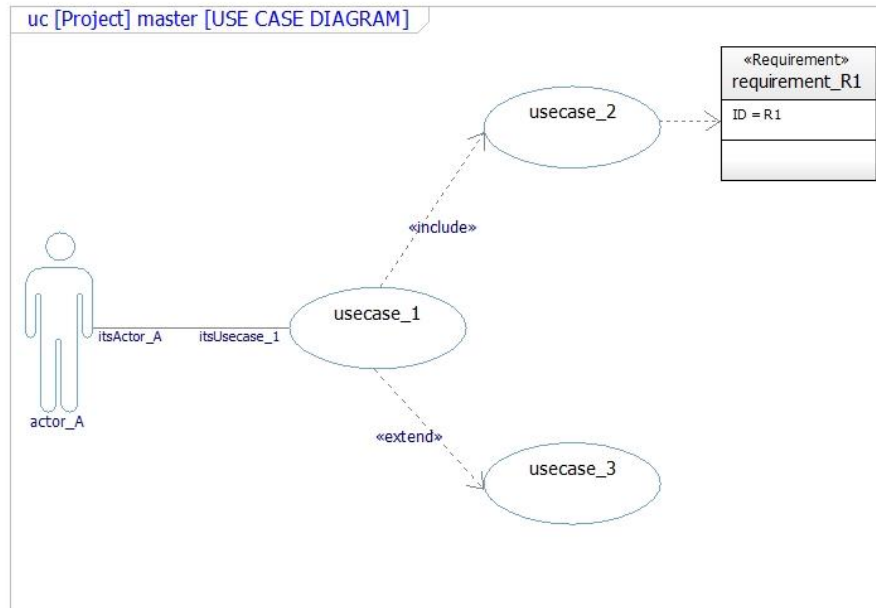 uc [Project] master [USE CASE DIAGRAM]
«Requirement»
requirement_R1
ID = R1
usecase_2
«include»
usecase_1
itsActor_A
itsUsecase_1
actor_A
«extend»
usecase_3